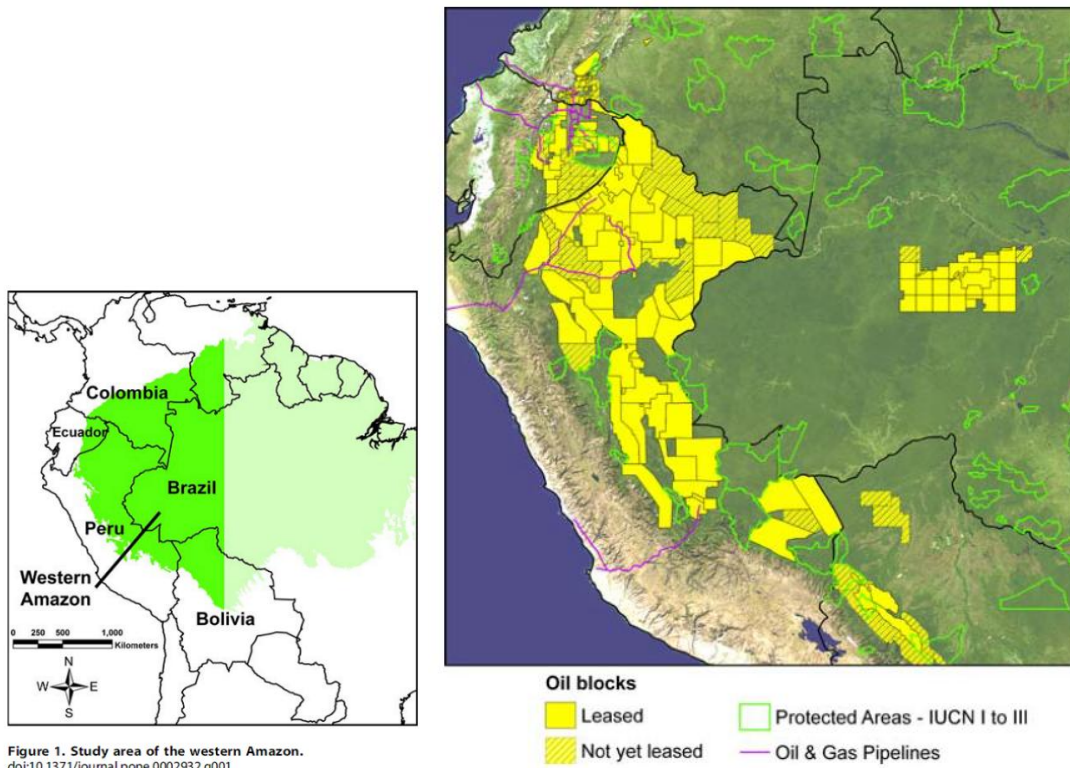 Colombia
Ecuador
Brazil
Peru
Western
Amazon
Bolivia
0 250 500 1,000
Kilometers
N
W E
S
Figure 1. Study area of the western Amazon.
doi:10.1371/journal.pone.0002932.g001
Oil blocks
Leased
Not yet leased
Protected Areas - IUCN I to III
Oil & Gas Pipelines